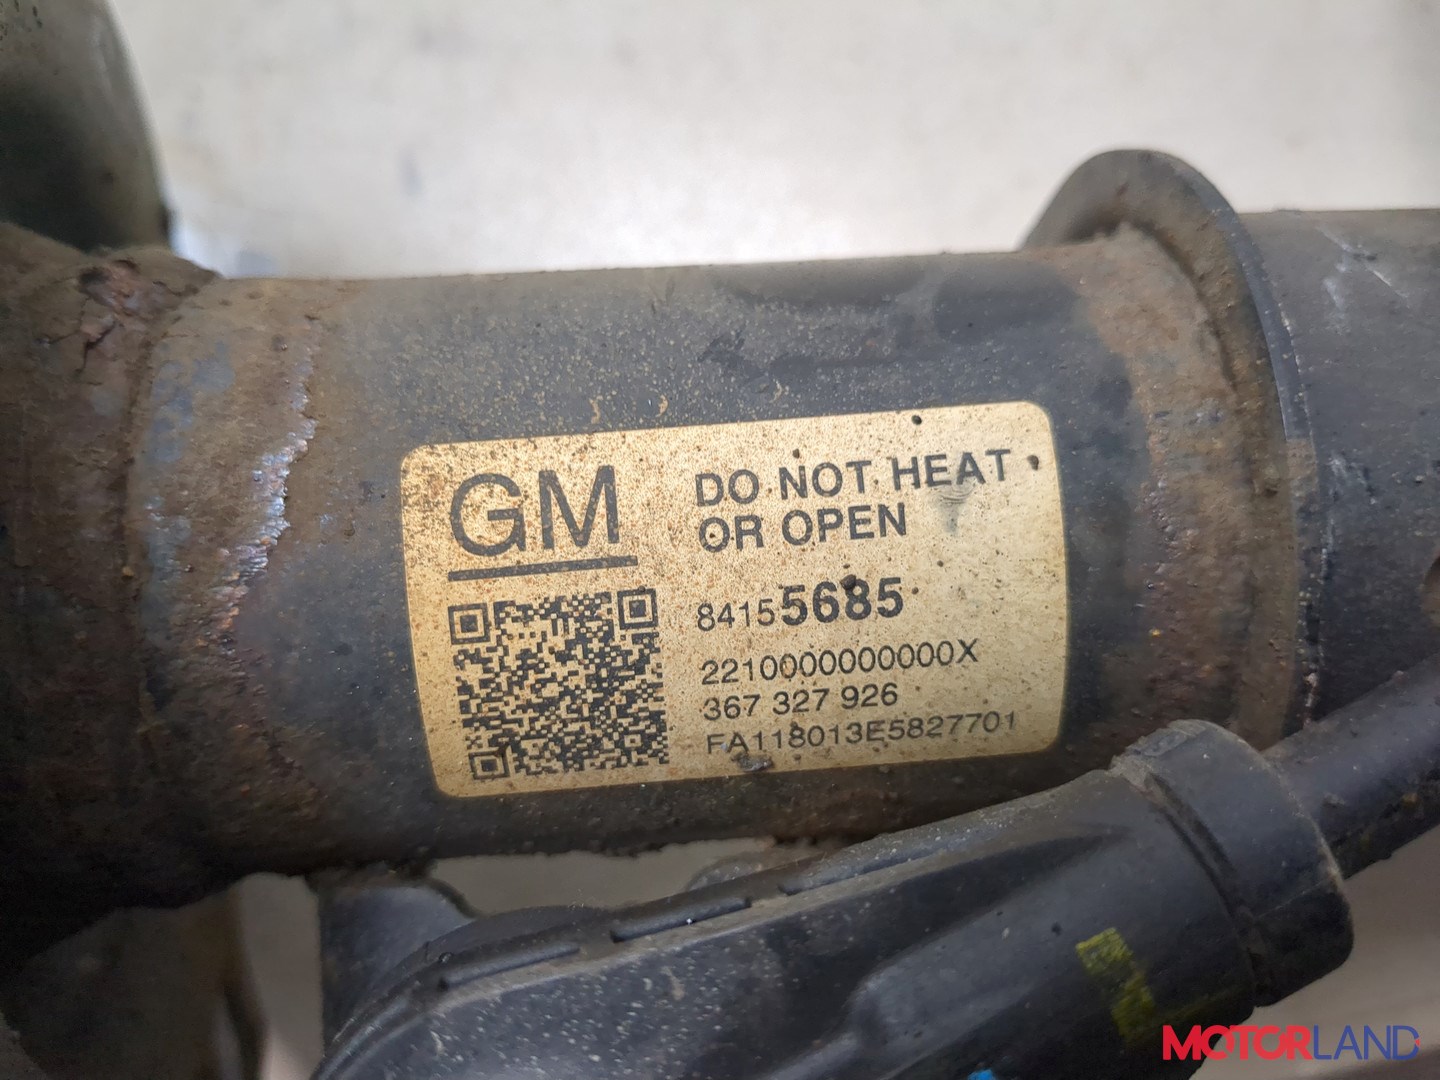 GM
DO NOT HEAT
OR OPEN
84155685
2210000000000X
367 327 926
FA118013E5827701
MOTORLAND